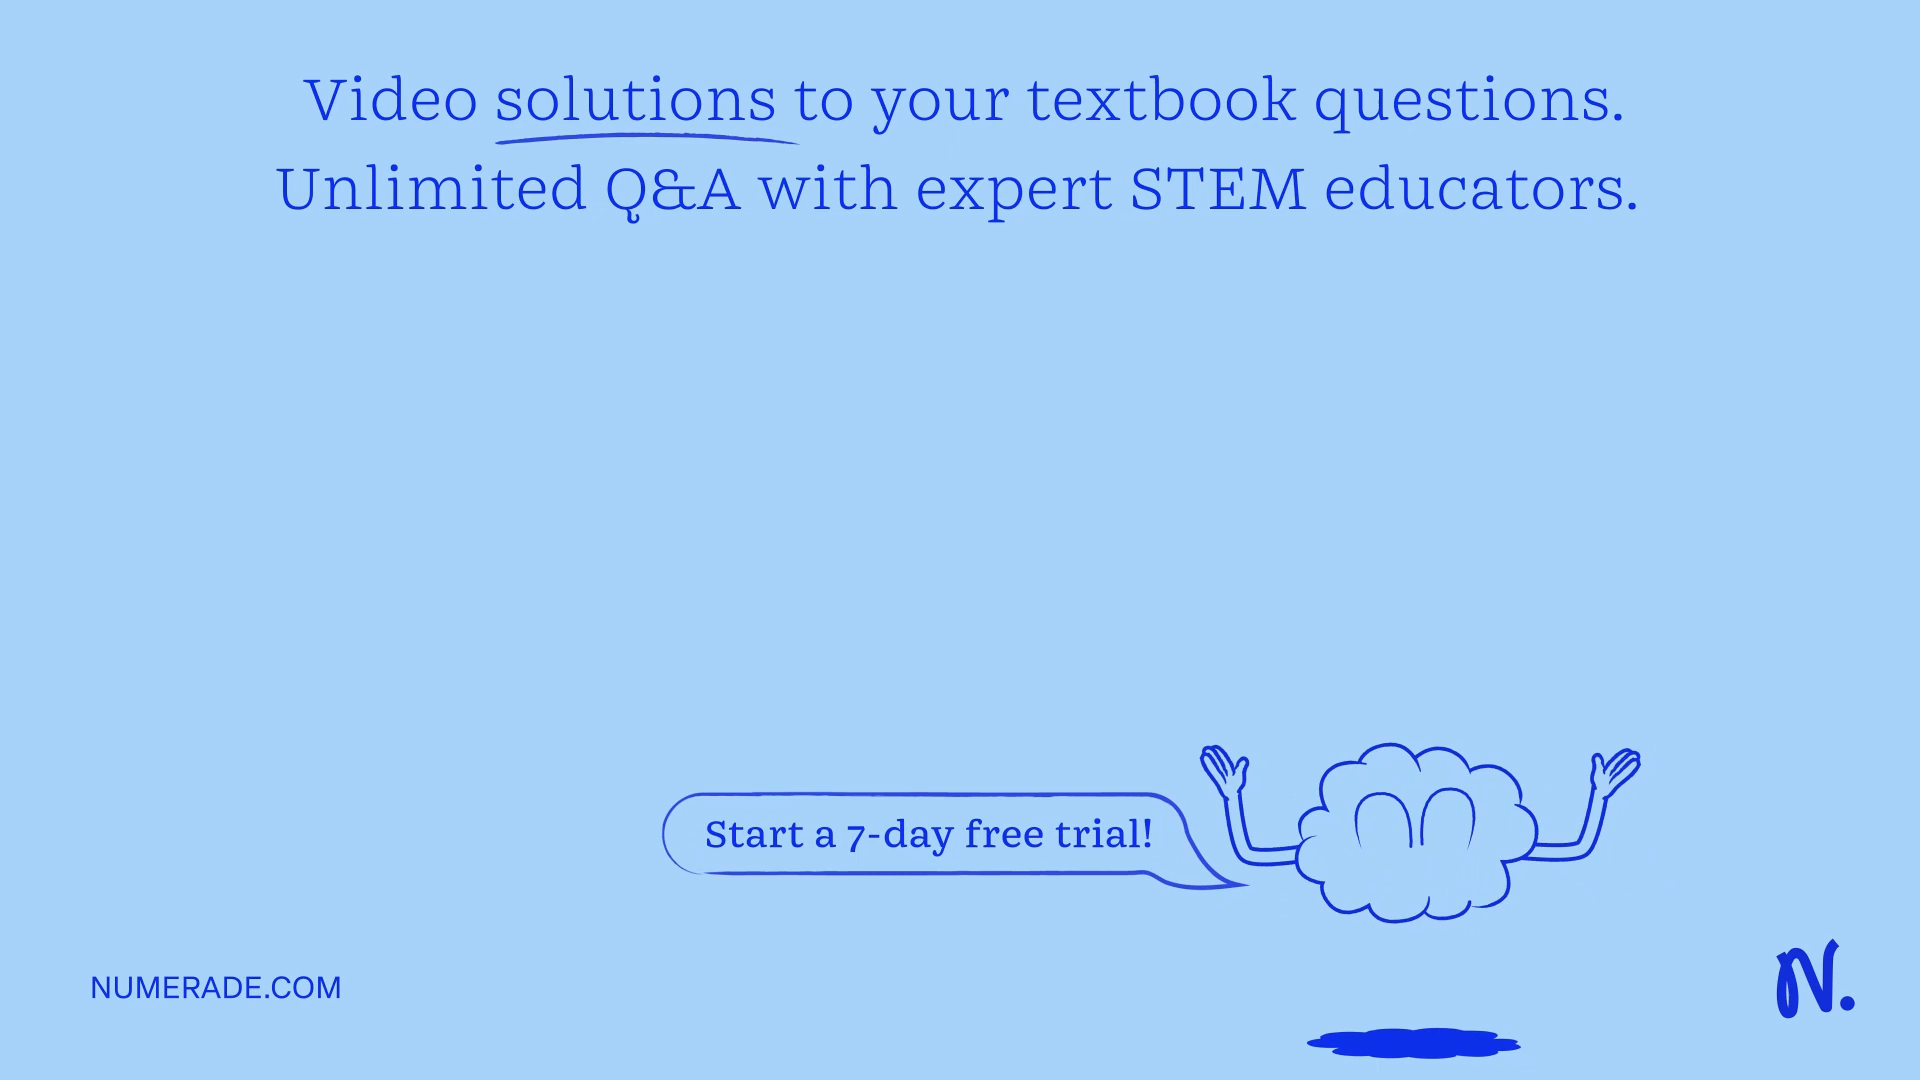 Video solutions to your textbook questions.
Unlimited Q&A with expert STEM educators.
Start a 7-day free trial!
NUMERADE.COM
N.